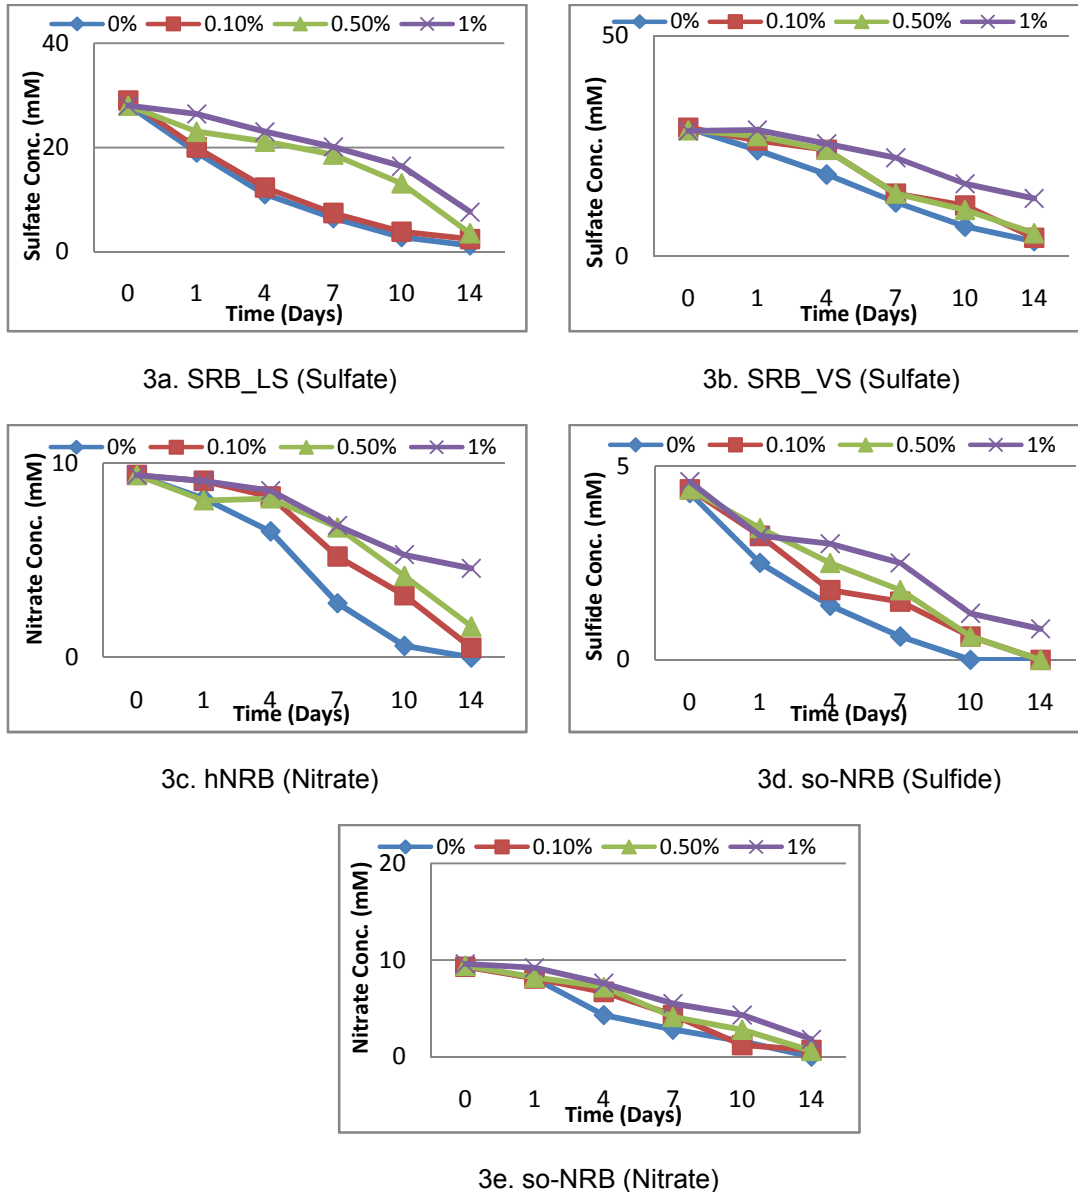 0% 0.10% 0.50% 1%
40
20
0
Sulfate Conc. (mM)
0 1 4 7 10 14
Time (Days)
3a. SRB_LS (Sulfate)
0% 0.10% 0.50% 1%
50
0
Sulfate Conc. (mM)
0 1 4 7 10 14
Time (Days)
3b. SRB_VS (Sulfate)
0% 0.10% 0.50% 1%
10
0
Nitrate Conc. (mM)
0 1 4 7 10 14
Time (Days)
3c. hNRB (Nitrate)
0% 0.10% 0.50% 1%
5
0
Sulfide Conc. (mM)
0 1 4 7 10 14
Time (Days)
3d. so-NRB (Sulfide)
0% 0.10% 0.50% 1%
20
10
0
Nitrate Conc. (mM)
0 1 4 7 10 14
Time (Days)
3e. so-NRB (Nitrate)